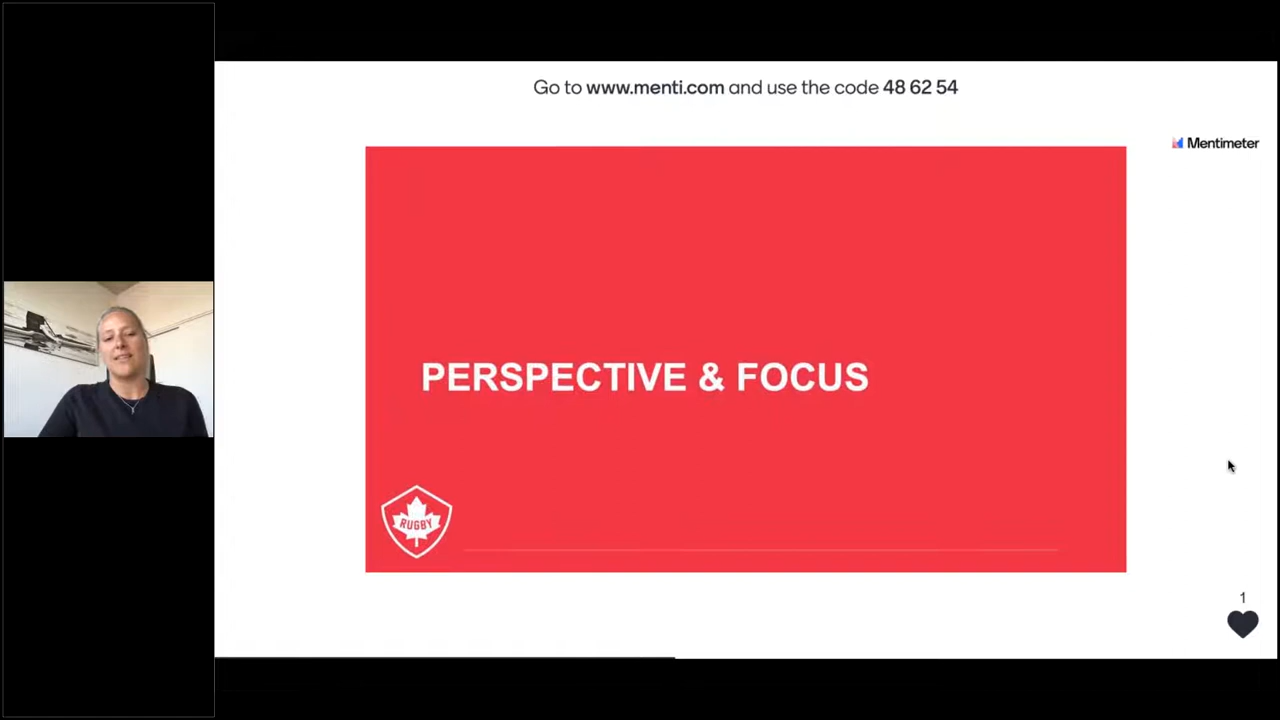 Go to www.menti.com and use the code 48 62 54
Mentimeter
PERSPECTIVE & FOCUS
RUGBY
1